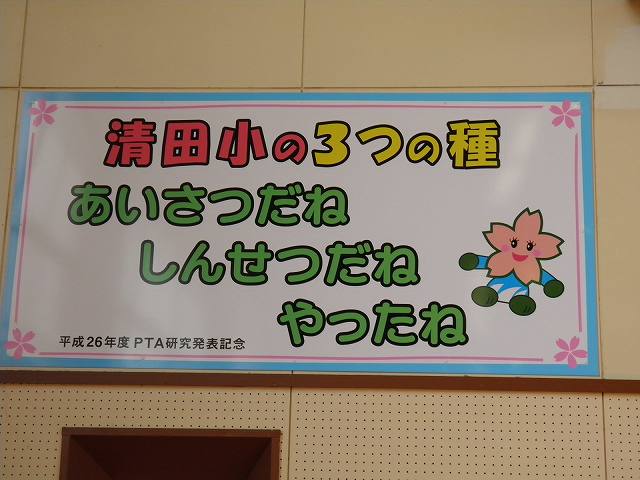 清田小の3つの種
あいさつだね
しんせつだね
やったね
平成26年度PTA研究発表記念